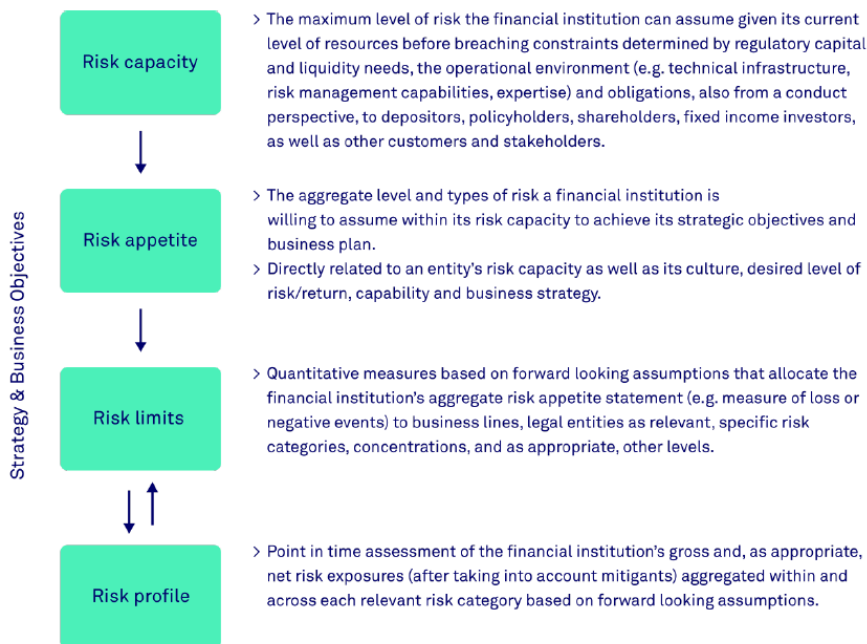 Strategy & Business Objectives
Risk capacity
> The maximum level of risk the financial institution can assume given its current
level of resources before breaching constraints determined by regulatory capital
and liquidity needs, the operational environment (e.g. technical infrastructure,
risk management capabilities, expertise) and obligations, also from a conduct
perspective, to depositors, policyholders, shareholders, fixed income investors,
as well as other customers and stakeholders.
Risk appetite
> The aggregate level and types of risk a financial institution is
willing to assume within its risk capacity to achieve its strategic objectives and
business plan.
> Directly related to an entity's risk capacity as well as its culture, desired level of
risk/return, capability and business strategy.
Risk limits
> Quantitative measures based on forward looking assumptions that allocate the
financial institution's aggregate risk appetite statement (e.g. measure of loss or
negative events) to business lines, legal entities as relevant, specific risk
categories, concentrations, and as appropriate, other levels.
Risk profile
> Point in time assessment of the financial institution's gross and, as appropriate,
net risk exposures (after taking into account mitigants) aggregated within and
across each relevant risk category based on forward looking assumptions.